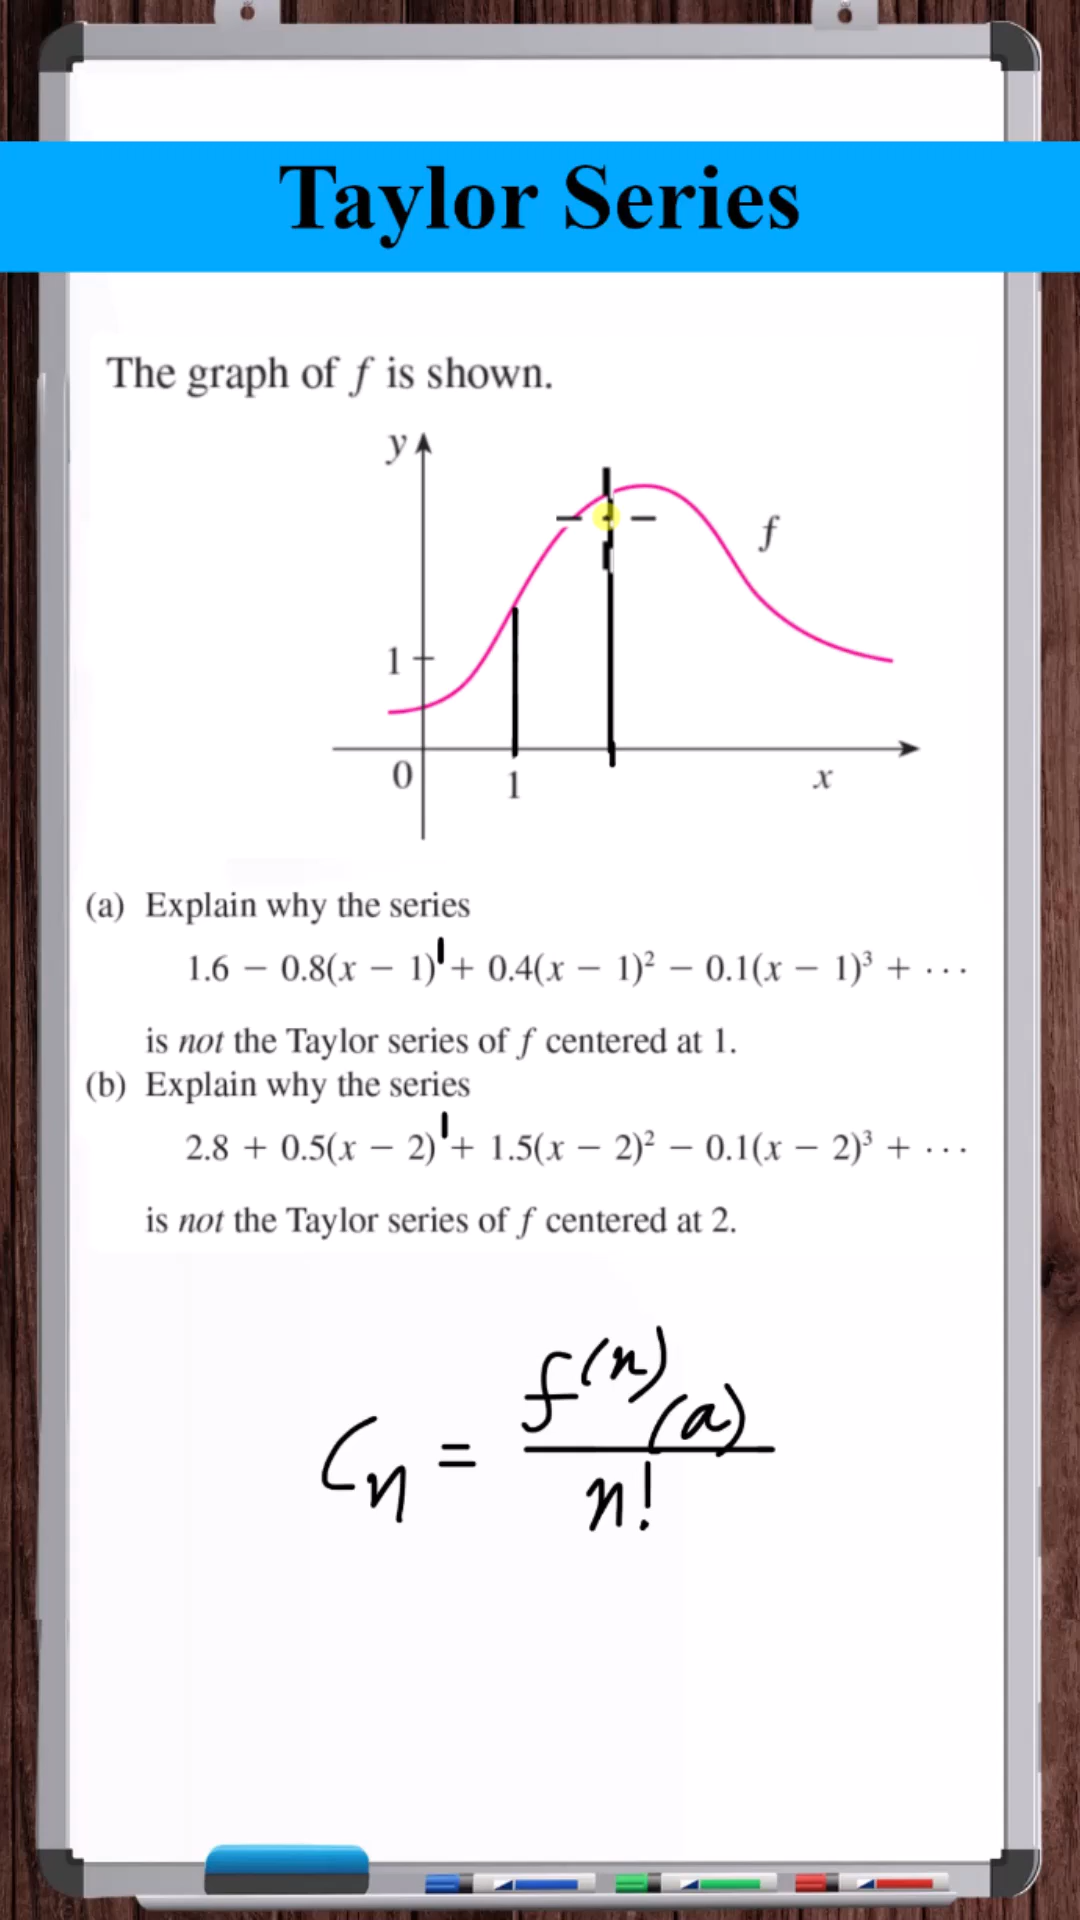 Taylor Series
The graph of f is shown.
y
f
1
0
1
x
(a) Explain why the series
1.6 − 0.8(x − 1)¹ + 0.4(x − 1)² − 0.1(x − 1)³ + ···
is not the Taylor series of f centered at 1.
(b) Explain why the series
2.8 + 0.5(x − 2)¹ + 1.5(x − 2)² − 0.1(x − 2)³ + ···
is not the Taylor series of f centered at 2.
Cₙ = f⁽ⁿ⁾(a) / n!